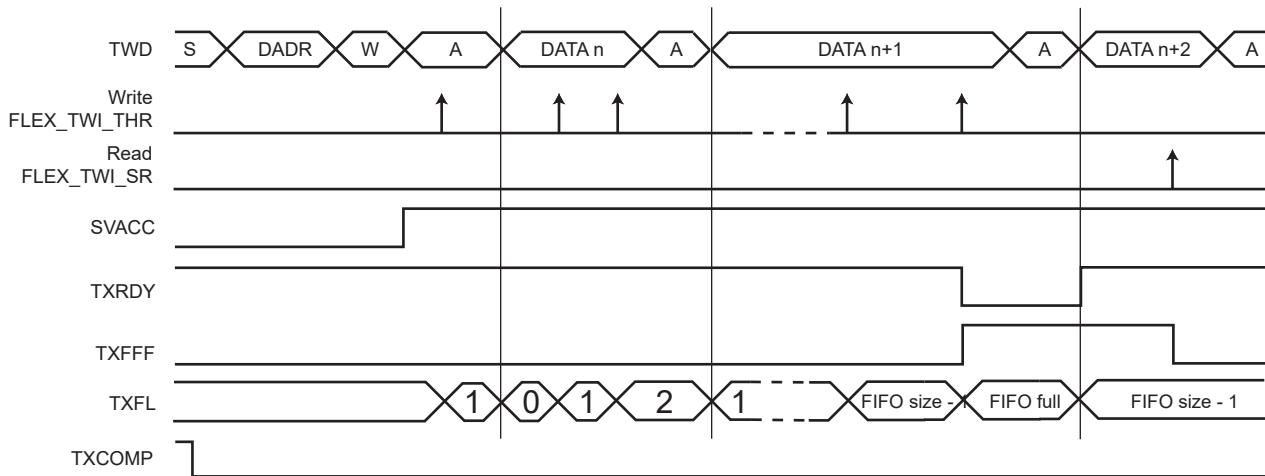 TWD S DADR W A DATA n A DATA n+1 A DATA n+2 A
Write
FLEX_TWI_THR
Read
FLEX_TWI_SR
SVACC
TXRDY
TXFFF
TXFL 1 0 1 2 1 FIFO size - 1 FIFO full FIFO size - 1
TXCOMP